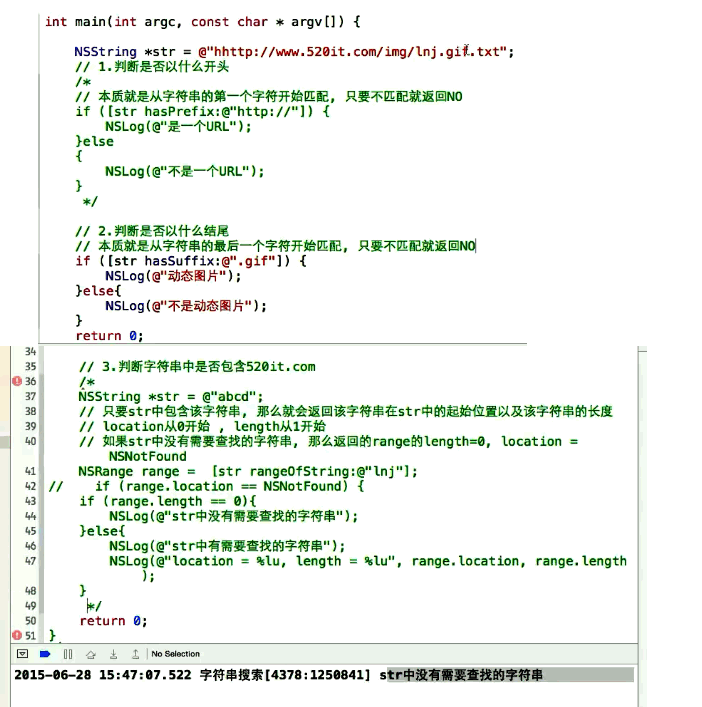 int main(int argc, const char * argv[]) {
NSString *str = @"hhttp://www.520it.com/img/lnj.gif.txt";
// 1.判断是否以什么开头
/*
// 本质就是从字符串的第一个字符开始匹配, 只要不匹配就返回NO
if ([str hasPrefix:@"http://"]) {
NSLog(@"是一个URL");
}else
{
NSLog(@"不是一个URL");
}
*/
// 2.判断是否以什么结尾
// 本质就是从字符串的最后一个字符开始匹配, 只要不匹配就返回NO
if ([str hasSuffix:@".gif"]) {
NSLog(@"动态图片");
}else{
NSLog(@"不是动态图片");
}
return 0;
34
35 // 3.判断字符串中是否包含520it.com
36 /*
37 NSString *str = @"abcd";
38 // 只要str中包含该字符串, 那么就会返回该字符串在str中的起始位置以及该字符串的长度
39 // location从0开始 , length从1开始
40 // 如果str中没有需要查找的字符串, 那么返回的range的length=0, location =
NSNotFound
41 NSRange range = [str rangeOfString:@"lnj"];
42 // if (range.location == NSNotFound) {
43 if (range.length == 0){
44 NSLog(@"str中没有需要查找的字符串");
45 }else{
46 NSLog(@"str中有需要查找的字符串");
47 NSLog(@"location = %lu, length = %lu", range.location, range.length
);
48 }
49 */
50 return 0;
51 }
No Selection
2015-06-28 15:47:07.522 字符串搜索[4378:1250841] str中没有需要查找的字符串